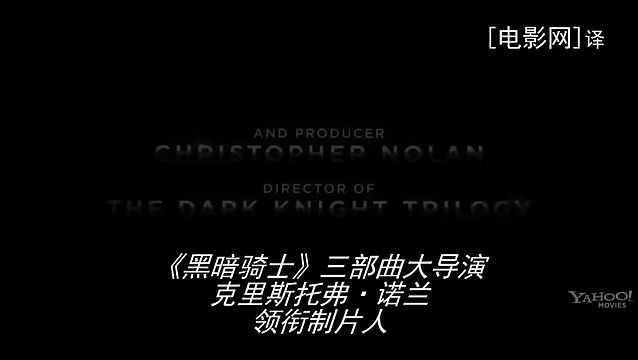 [电影网]译
AND PRODUCER
CHRISTOPHER NOLAN
DIRECTOR OF
THE DARK KNIGHT TRILOGY
《黑暗骑士》三部曲大导演
克里斯托弗·诺兰
领衔制片人
YAHOO!
MOVIES